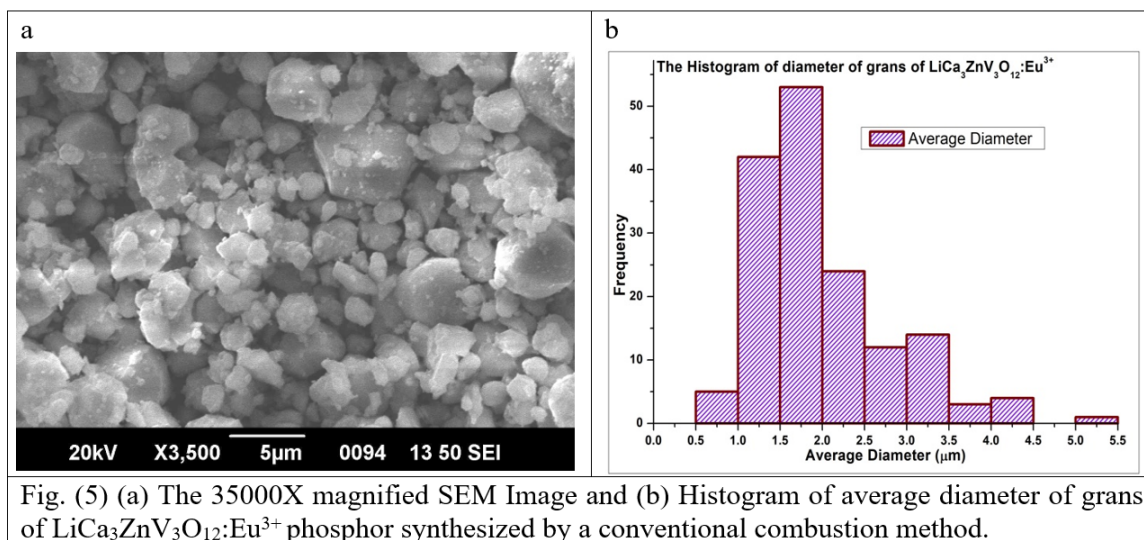 a
20kV X3,500 5µm 0094 13 50 SEI
b
The Histogram of diameter of grans of LiCa₃ZnV₃O₁₂:Eu³⁺
Average Diameter
Frequency
50
40
30
20
10
0
0.0 0.5 1.0 1.5 2.0 2.5 3.0 3.5 4.0 4.5 5.0 5.5
Average Diameter (µm)
Fig. (5) (a) The 35000X magnified SEM Image and (b) Histogram of average diameter of grans
of LiCa₃ZnV₃O₁₂:Eu³⁺ phosphor synthesized by a conventional combustion method.